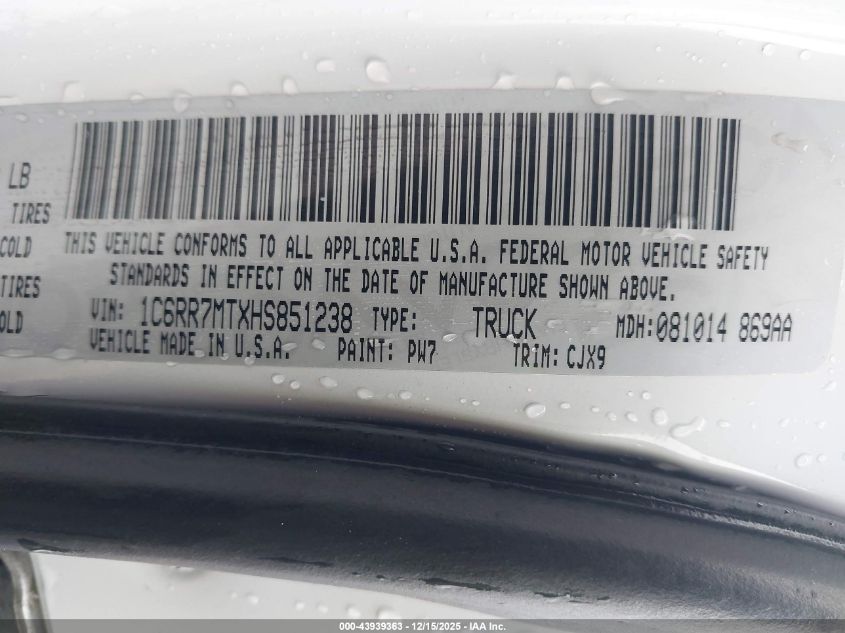 LB
TIRES
COLD
TIRES
OLD
THIS VEHICLE CONFORMS TO ALL APPLICABLE U.S.A. FEDERAL MOTOR VEHICLE SAFETY
STANDARDS IN EFFECT ON THE DATE OF MANUFACTURE SHOWN ABOVE.
VIN: 1C6RR7MTXHS851238 TYPE: TRUCK MDH:081014 869AA
VEHICLE MADE IN U.S.A. PAINT: PW7 TRIM: CJX9
000-43939363 - 12/15/2025 - IAA Inc.